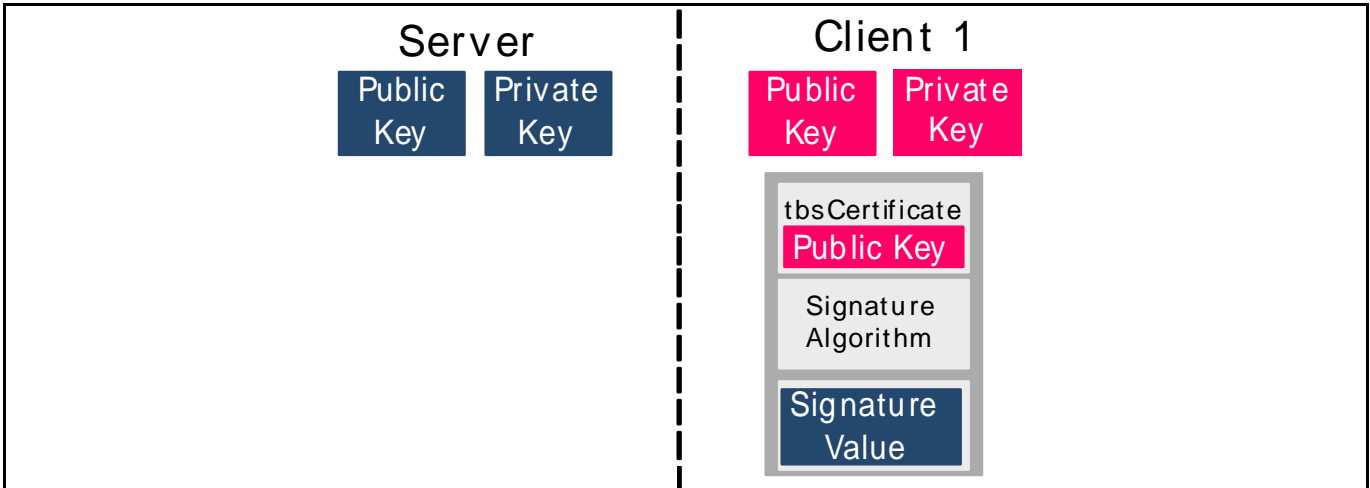 Server
Client 1
Public
Key
Private
Key
Public
Key
Private
Key
tbsCertificate
Public Key
Signature
Algorithm
Signature
Value